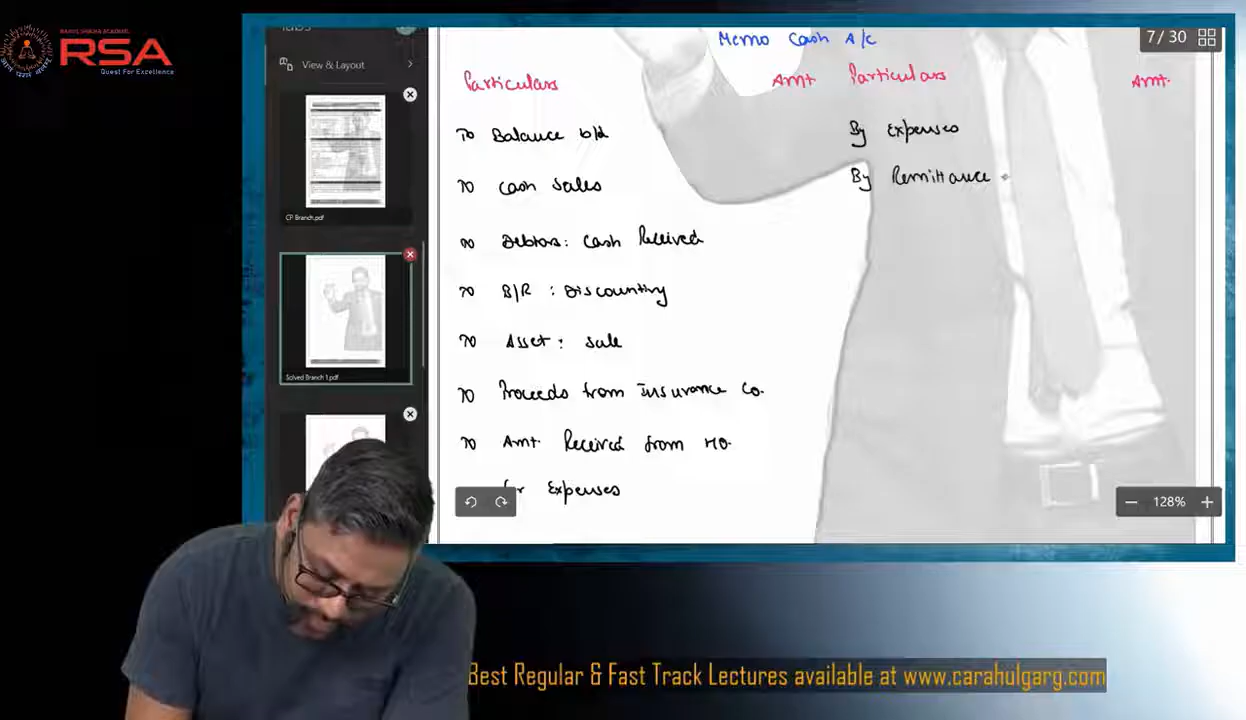 RAHUL SHARMA ACADEMY
RSA
Quest For Excellence
View & Layout
CP Branch.pdf
Solved Branch 1.pdf
7 / 30
Memo Cash A/c
Particulars Amt Particulars Amt.
To Balance b/d By Expenses
To Cash Sales By Remittance
To Debtors: Cash Received
To B/R : Discounting
To Asset : Sale
To Proceeds from Insurance Co.
To Amt. Received from HO.
Expenses
128%
Best Regular & Fast Track Lectures available at www.carahulgarg.com